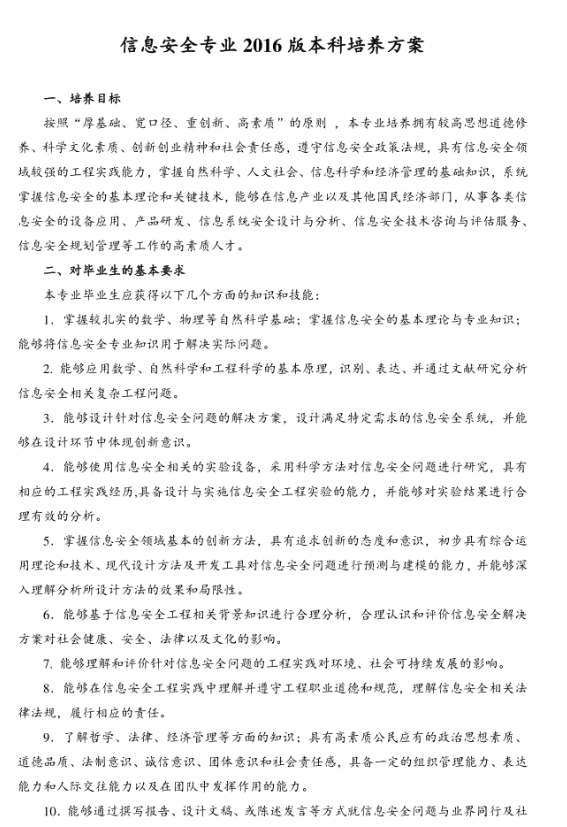 信息安全专业 2016 版本科培养方案
一、培养目标
按照“厚基础、宽口径、重创新、高素质”的原则 ，本专业培养拥有较高思想道德修
养、科学文化素质、创新创业精神和社会责任感，遵守信息安全政策法规，具有信息安全领
域较强的工程实践能力，掌握自然科学、人文社会、信息科学和经济管理的基础知识，系统
掌握信息安全的基本理论和关键技术，能够在信息产业以及其他国民经济部门，从事各类信
息安全的设备应用、产品研发、信息系统安全设计与分析、信息安全技术咨询与评估服务、
信息安全规划管理等工作的高素质人才。
二、对毕业生的基本要求
本专业毕业生应获得以下几个方面的知识和技能：
1．掌握较扎实的数学、物理等自然科学基础；掌握信息安全的基本理论与专业知识；
能够将信息安全专业知识用于解决实际问题。
2. 能够应用数学、自然科学和工程科学的基本原理，识别、表达、并通过文献研究分析
信息安全相关复杂工程问题。
3．能够设计针对信息安全问题的解决方案，设计满足特定需求的信息安全系统，并能
够在设计环节中体现创新意识。
4．能够使用信息安全相关的实验设备，采用科学方法对信息安全问题进行研究，具有
相应的工程实践经历,具备设计与实施信息安全工程实验的能力，并能够对实验结果进行合
理有效的分析。
5．掌握信息安全领域基本的创新方法，具有追求创新的态度和意识，初步具有综合运
用理论和技术、现代设计方法及开发工具对信息安全问题进行预测与建模的能力，并能够深
入理解分析所设计方法的效果和局限性。
6．能够基于信息安全工程相关背景知识进行合理分析，合理认识和评价信息安全解决
方案对社会健康、安全、法律以及文化的影响。
7. 能够理解和评价针对信息安全问题的工程实践对环境、社会可持续发展的影响。
8．能够在信息安全工程实践中理解并遵守工程职业道德和规范，理解信息安全相关法
律法规，履行相应的责任。
9．了解哲学、法律、经济管理等方面的知识；具有高素质公民应有的政治思想素质、
道德品质、法制意识、诚信意识、团体意识和社会责任感，具备一定的组织管理能力、表达
能力和人际交往能力以及在团队中发挥作用的能力。
10．能够通过撰写报告、设计文稿、或陈述发言等方式就信息安全问题与业界同行及社